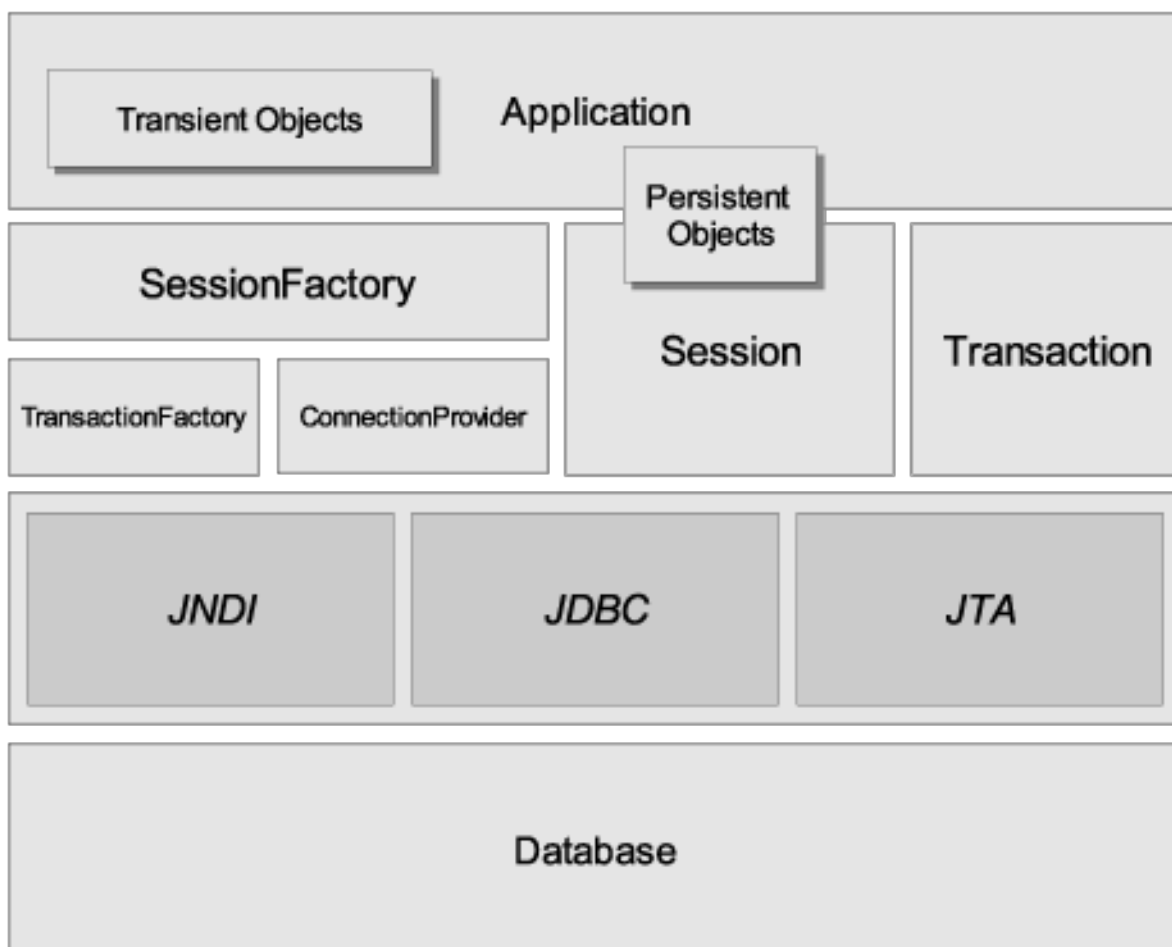 Transient Objects
Application
Persistent
Objects
SessionFactory
Session
Transaction
TransactionFactory
ConnectionProvider
JNDI
JDBC
JTA
Database